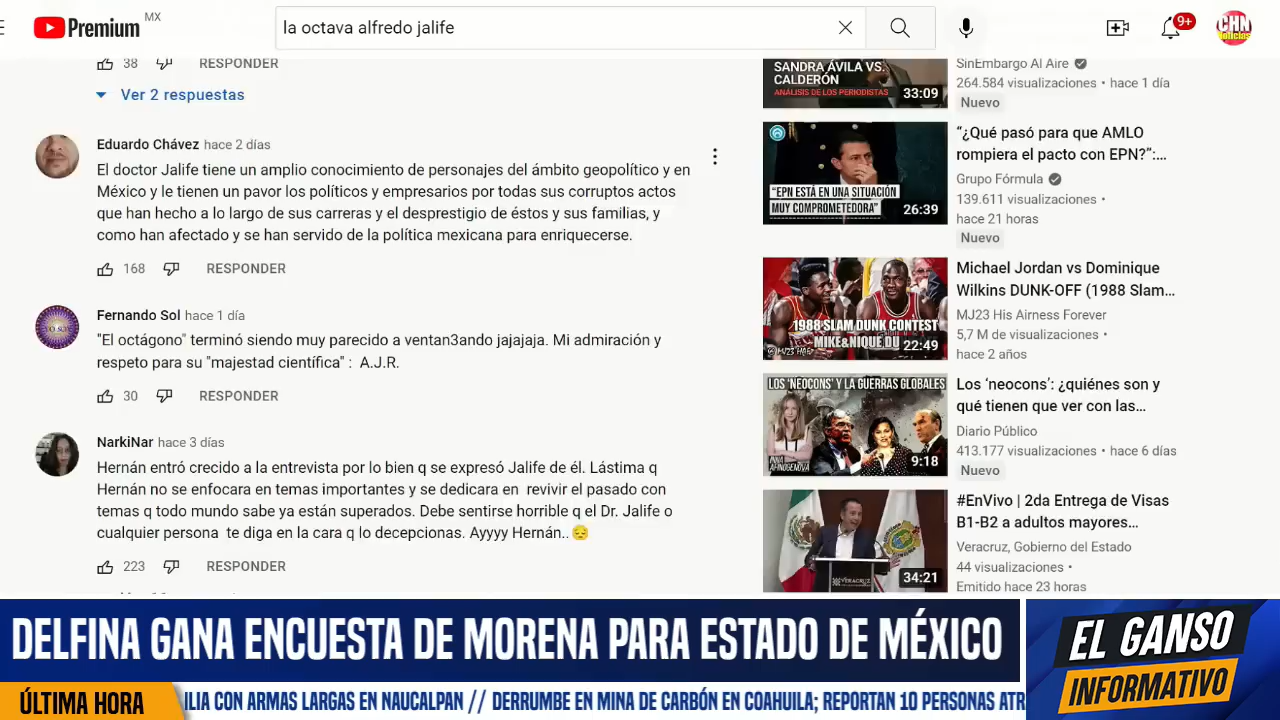 Premium MX
la octava alfredo jalife
9+
CHN
Noticias
38 RESPONDER
Ver 2 respuestas
Eduardo Chávez hace 2 días
El doctor Jalife tiene un amplio conocimiento de personajes del ámbito geopolítico y en
México y le tienen un pavor los políticos y empresarios por todas sus corruptos actos
que han hecho a lo largo de sus carreras y el desprestigio de éstos y sus familias, y
como han afectado y se han servido de la política mexicana para enriquecerse.
168 RESPONDER
Fernando Sol hace 1 día
"El octágono" terminó siendo muy parecido a ventan3ando jajajaja. Mi admiración y
respeto para su "majestad científica" : A.J.R.
30 RESPONDER
NarkiNar hace 3 días
Hernán entró crecido a la entrevista por lo bien q se expresó Jalife de él. Lástima q
Hernán no se enfocara en temas importantes y se dedicara en revivir el pasado con
temas q todo mundo sabe ya están superados. Debe sentirse horrible q el Dr. Jalife o
cualquier persona te diga en la cara q lo decepcionas. Ayyyy Hernán..😔
223 RESPONDER
SANDRA ÁVILA VS.
CALDERÓN
ANÁLISIS DE LOS PERIODISTAS
33:09
SinEmbargo Al Aire
264.584 visualizaciones • hace 1 día
Nuevo
"EPN ESTÁ EN UNA SITUACIÓN
MUY COMPROMETEDORA"
26:39
“¿Qué pasó para que AMLO
rompiera el pacto con EPN?”:...
Grupo Fórmula
139.611 visualizaciones •
hace 21 horas
Nuevo
1988 SLAM DUNK CONTEST
MIKE&NIQUE DU
22:49
Michael Jordan vs Dominique
Wilkins DUNK-OFF (1988 Slam...
MJ23 His Airness Forever
5,7 M de visualizaciones •
hace 2 años
LOS 'NEOCONS' Y LA GUERRAS GLOBALES
INNA
AFINOGENOVA
9:18
Los ‘neocons’: ¿quiénes son y
qué tienen que ver con las...
Diario Público
413.177 visualizaciones • hace 6 días
Nuevo
VERACRUZ
34:21
#EnVivo | 2da Entrega de Visas
B1-B2 a adultos mayores...
Veracruz, Gobierno del Estado
44 visualizaciones •
Emitido hace 23 horas
DELFINA GANA ENCUESTA DE MORENA PARA ESTADO DE MÉXICO
EL GANSO
INFORMATIVO
ÚLTIMA HORA
ILIA CON ARMAS LARGAS EN NAUCALPAN // DERRUMBE EN MINA DE CARBÓN EN COAHUILA; REPORTAN 10 PERSONAS ATR